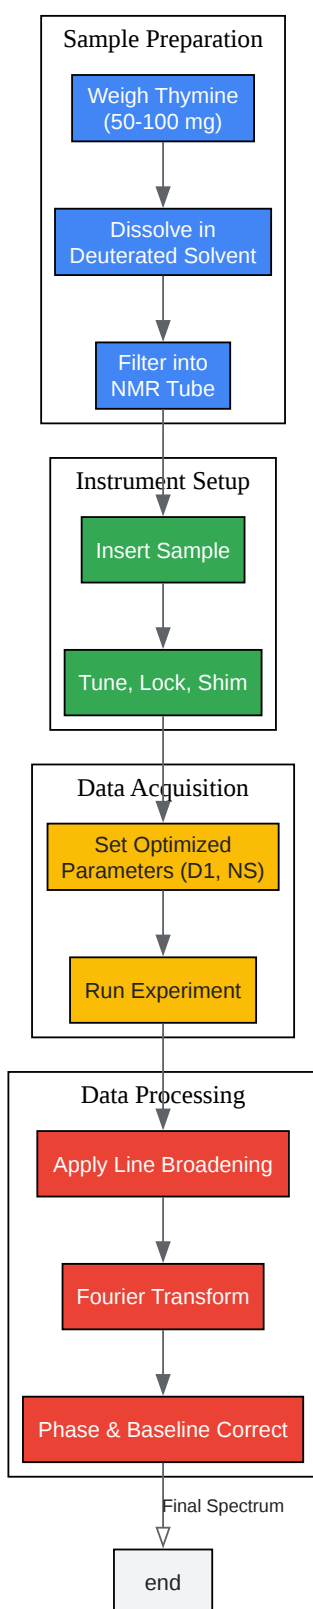 Sample Preparation
Weigh Thymine
(50-100 mg)
Dissolve in
Deuterated Solvent
Filter into
NMR Tube
Instrument Setup
Insert Sample
Tune, Lock, Shim
Data Acquisition
Set Optimized
Parameters (D1, NS)
Run Experiment
Data Processing
Apply Line Broadening
Fourier Transform
Phase & Baseline Correct
Final Spectrum
end